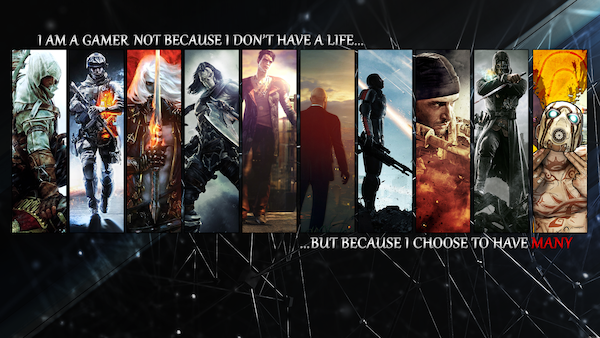 I AM A GAMER NOT BECAUSE I DON'T HAVE A LIFE...
...BUT BECAUSE I CHOOSE TO HAVE MANY